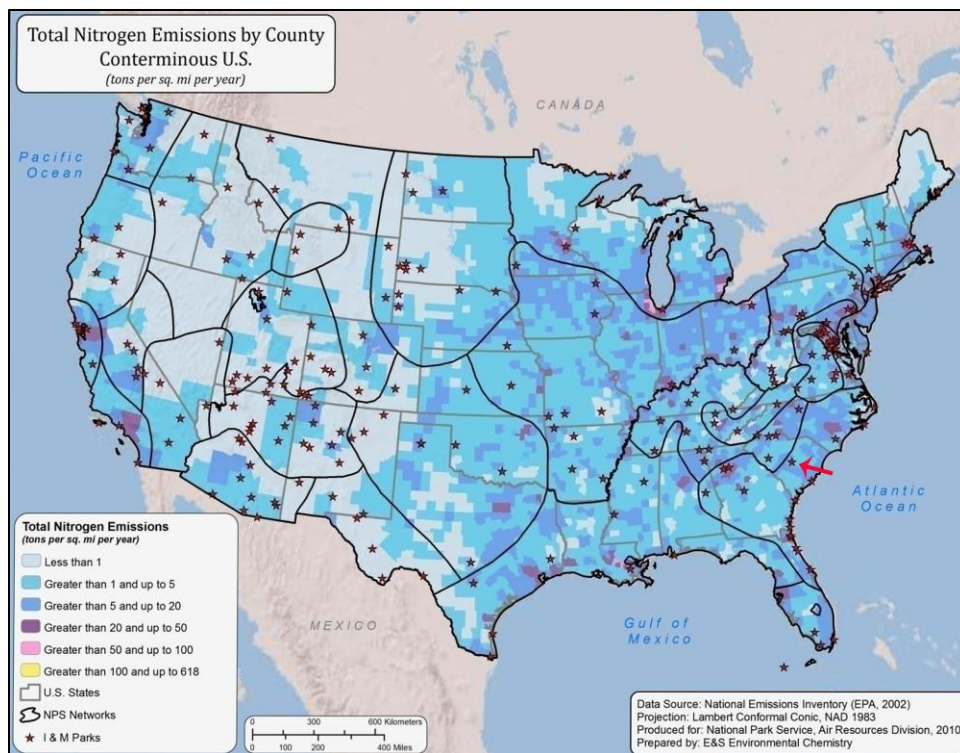 Total Nitrogen Emissions by County
Conterminous U.S.
(tons per sq. mi per year)
CANADA
Pacific
Ocean
Atlantic
Ocean
MEXICO
Gulf of
Mexico
Total Nitrogen Emissions
(tons per sq. mi per year)
Less than 1
Greater than 1 and up to 5
Greater than 5 and up to 20
Greater than 20 and up to 50
Greater than 50 and up to 100
Greater than 100 and up to 618
U.S. States
NPS Networks
I & M Parks
0 300 600 Kilometers
0 100 200 400 Miles
Data Source: National Emissions Inventory (EPA, 2002)
Projection: Lambert Conformal Conic, NAD 1983
Produced for: National Park Service, Air Resources Division, 2010
Prepared by: E&S Environmental Chemistry